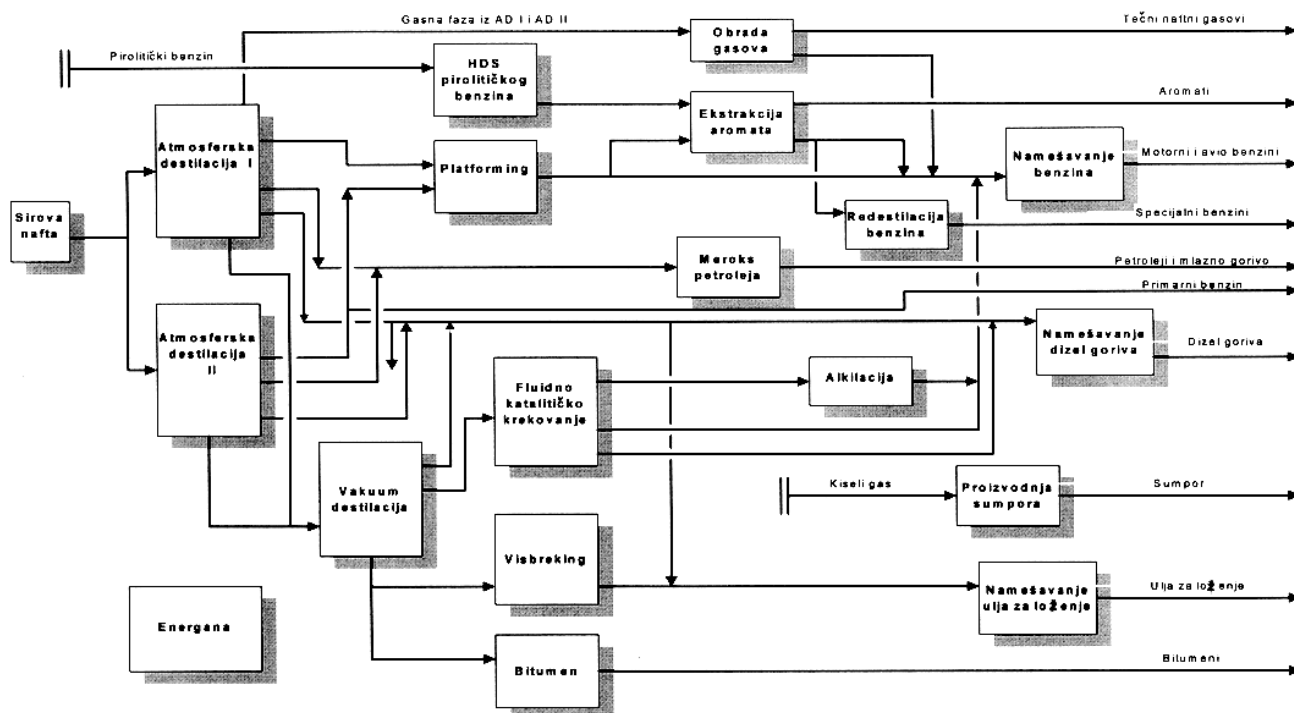 Gasna faza iz AD I i AD II
Tečni naftni gasovi
Obrada
gasova
Pirolitički benzin
HDS
pirolitičkog
benzina
Aromati
Ekstrakcija
aromata
Atmosferska
destilacija I
Platforming
Namešavanje
benzina
Motorni i avio benzini
Sirova
nafta
Redestilacija
benzina
Specijalni benzini
Meroks
petroleja
Petroleji i mlazno gorivo
Primarni benzin
Atmosferska
destilacija
II
Namešavanje
dizel goriva
Dizel goriva
Fluidno
katalitičko
krekovanje
Alkilacija
Vakuum
destilacija
Kiseli gas
Proizvodnja
sumpora
Sumpor
Visbreking
Namešavanje
ulja za loženje
Ulja za loženje
Energana
Bitumen
Bitumeni